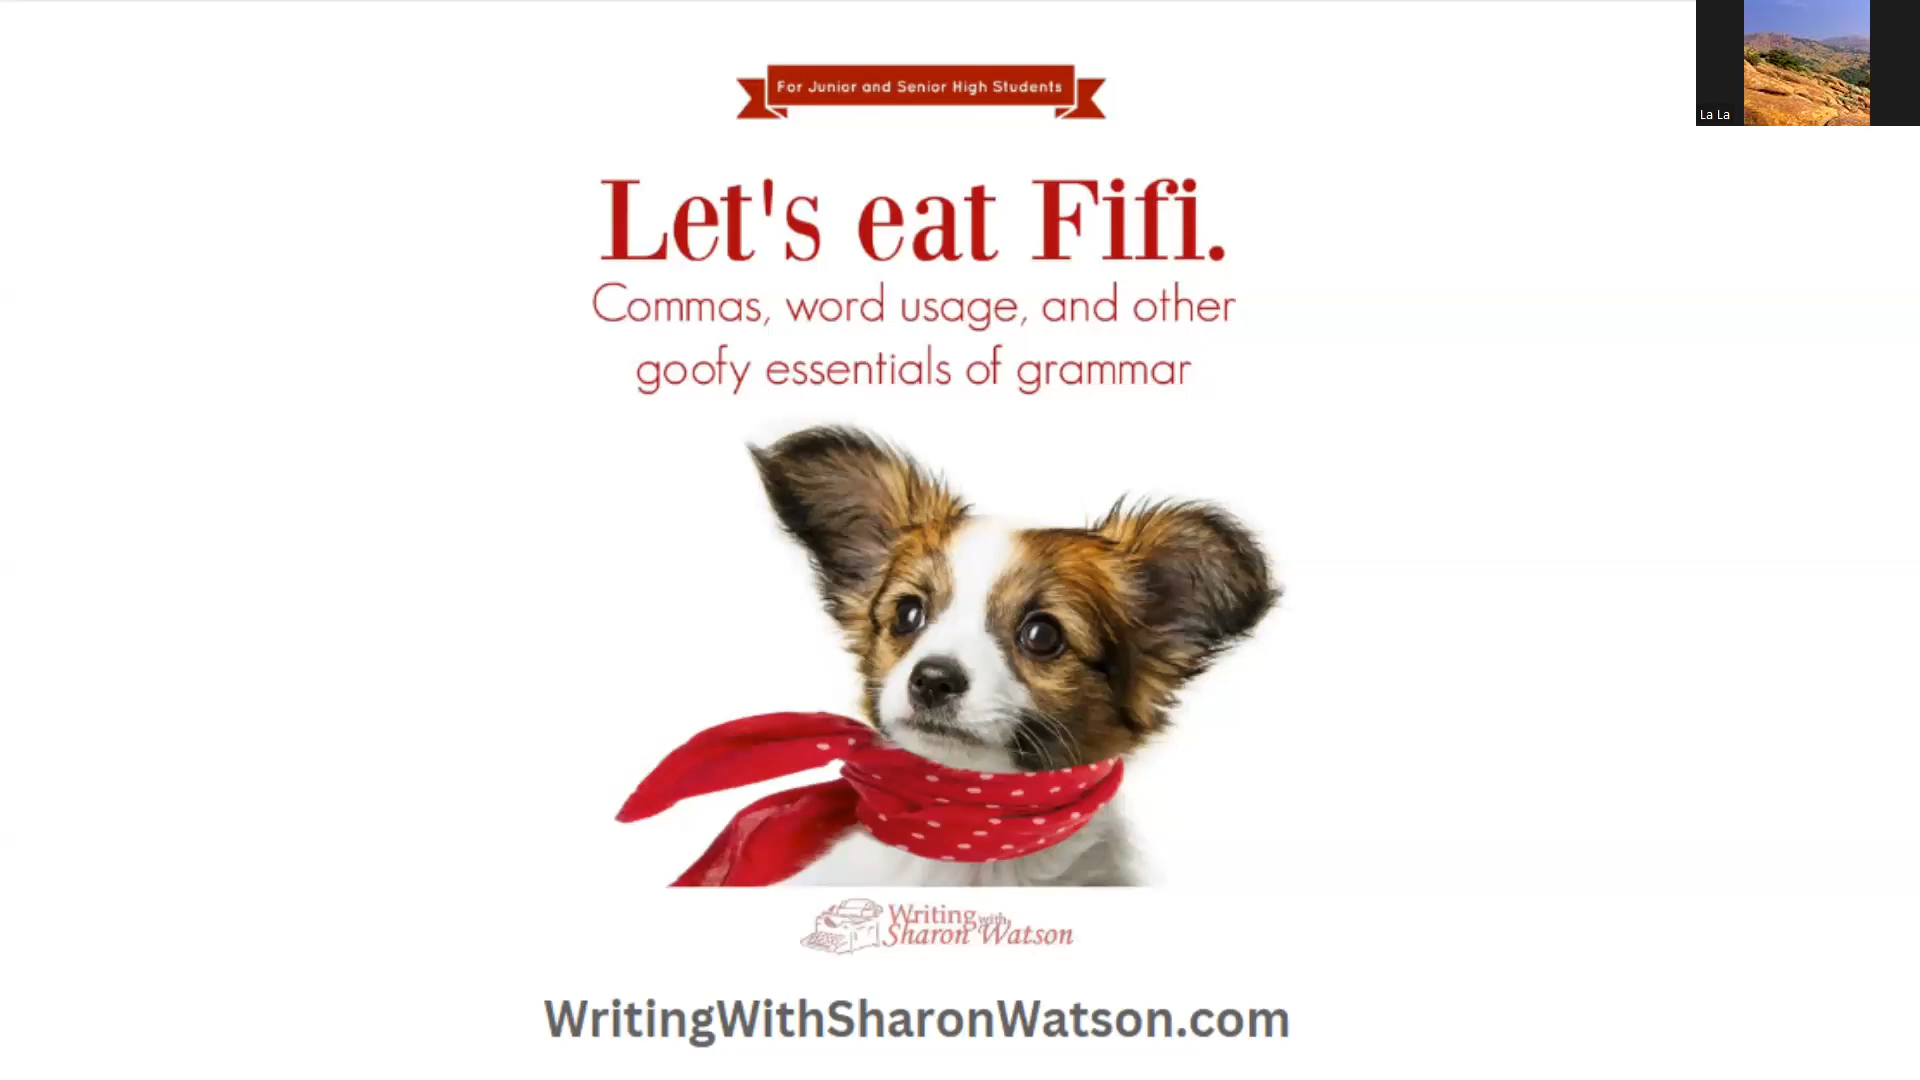 For Junior and Senior High Students
Let's eat Fifi.
Commas, word usage, and other
goofy essentials of grammar
Writing with
Sharon Watson
WritingWithSharonWatson.com
La La